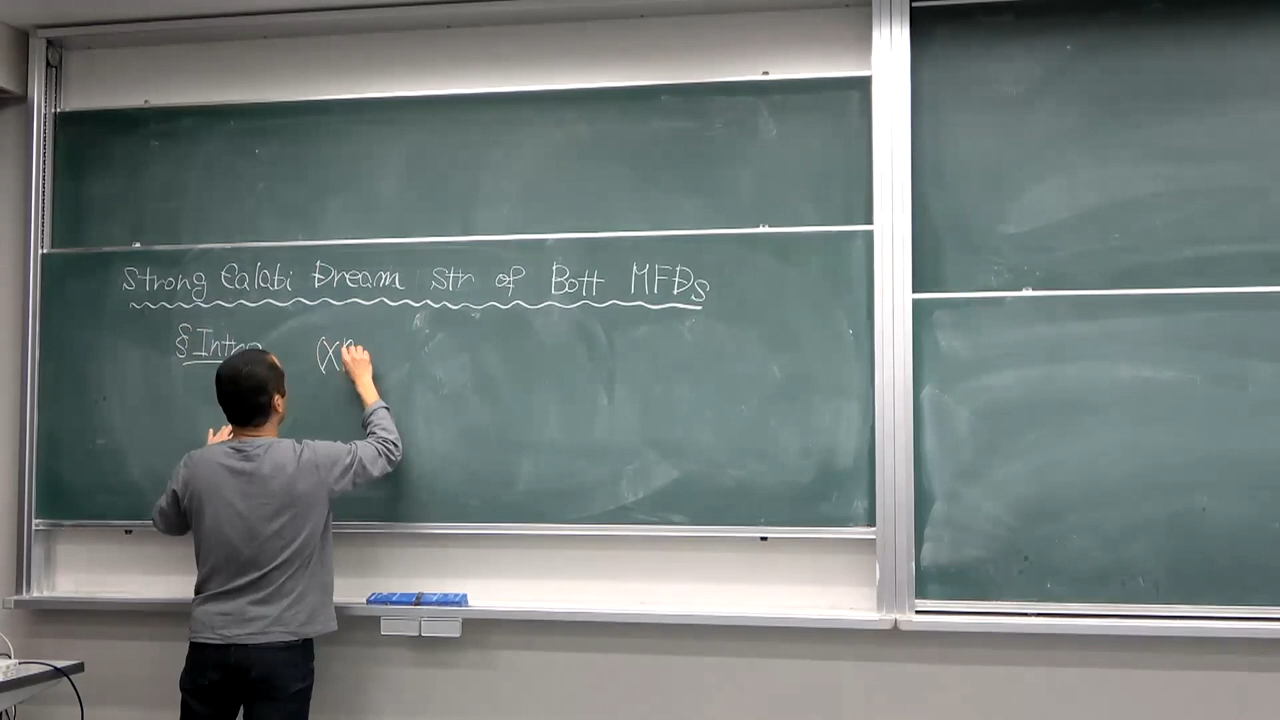 Strong Calabi Dream str of Bott MFDs
§ Intro (X